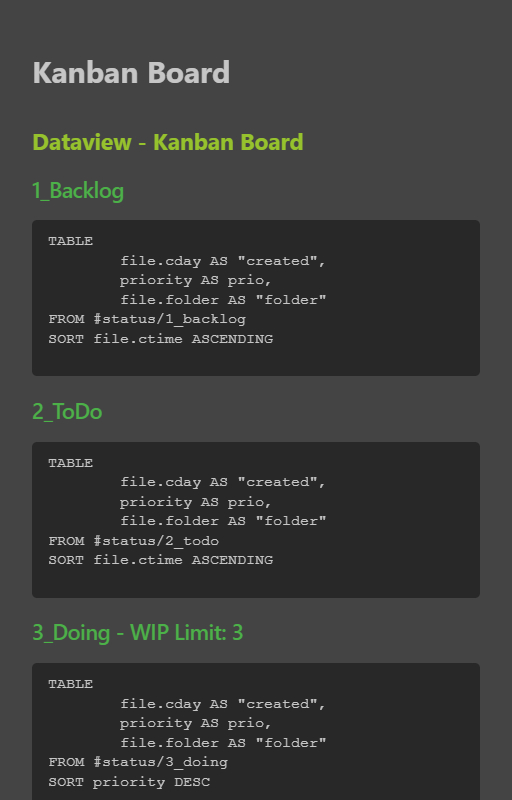 Kanban Board
Dataview - Kanban Board
1_Backlog
TABLE
file.cday AS "created",
priority AS prio,
file.folder AS "folder"
FROM #status/1_backlog
SORT file.ctime ASCENDING
2_ToDo
TABLE
file.cday AS "created",
priority AS prio,
file.folder AS "folder"
FROM #status/2_todo
SORT file.ctime ASCENDING
3_Doing - WIP Limit: 3
TABLE
file.cday AS "created",
priority AS prio,
file.folder AS "folder"
FROM #status/3_doing
SORT priority DESC